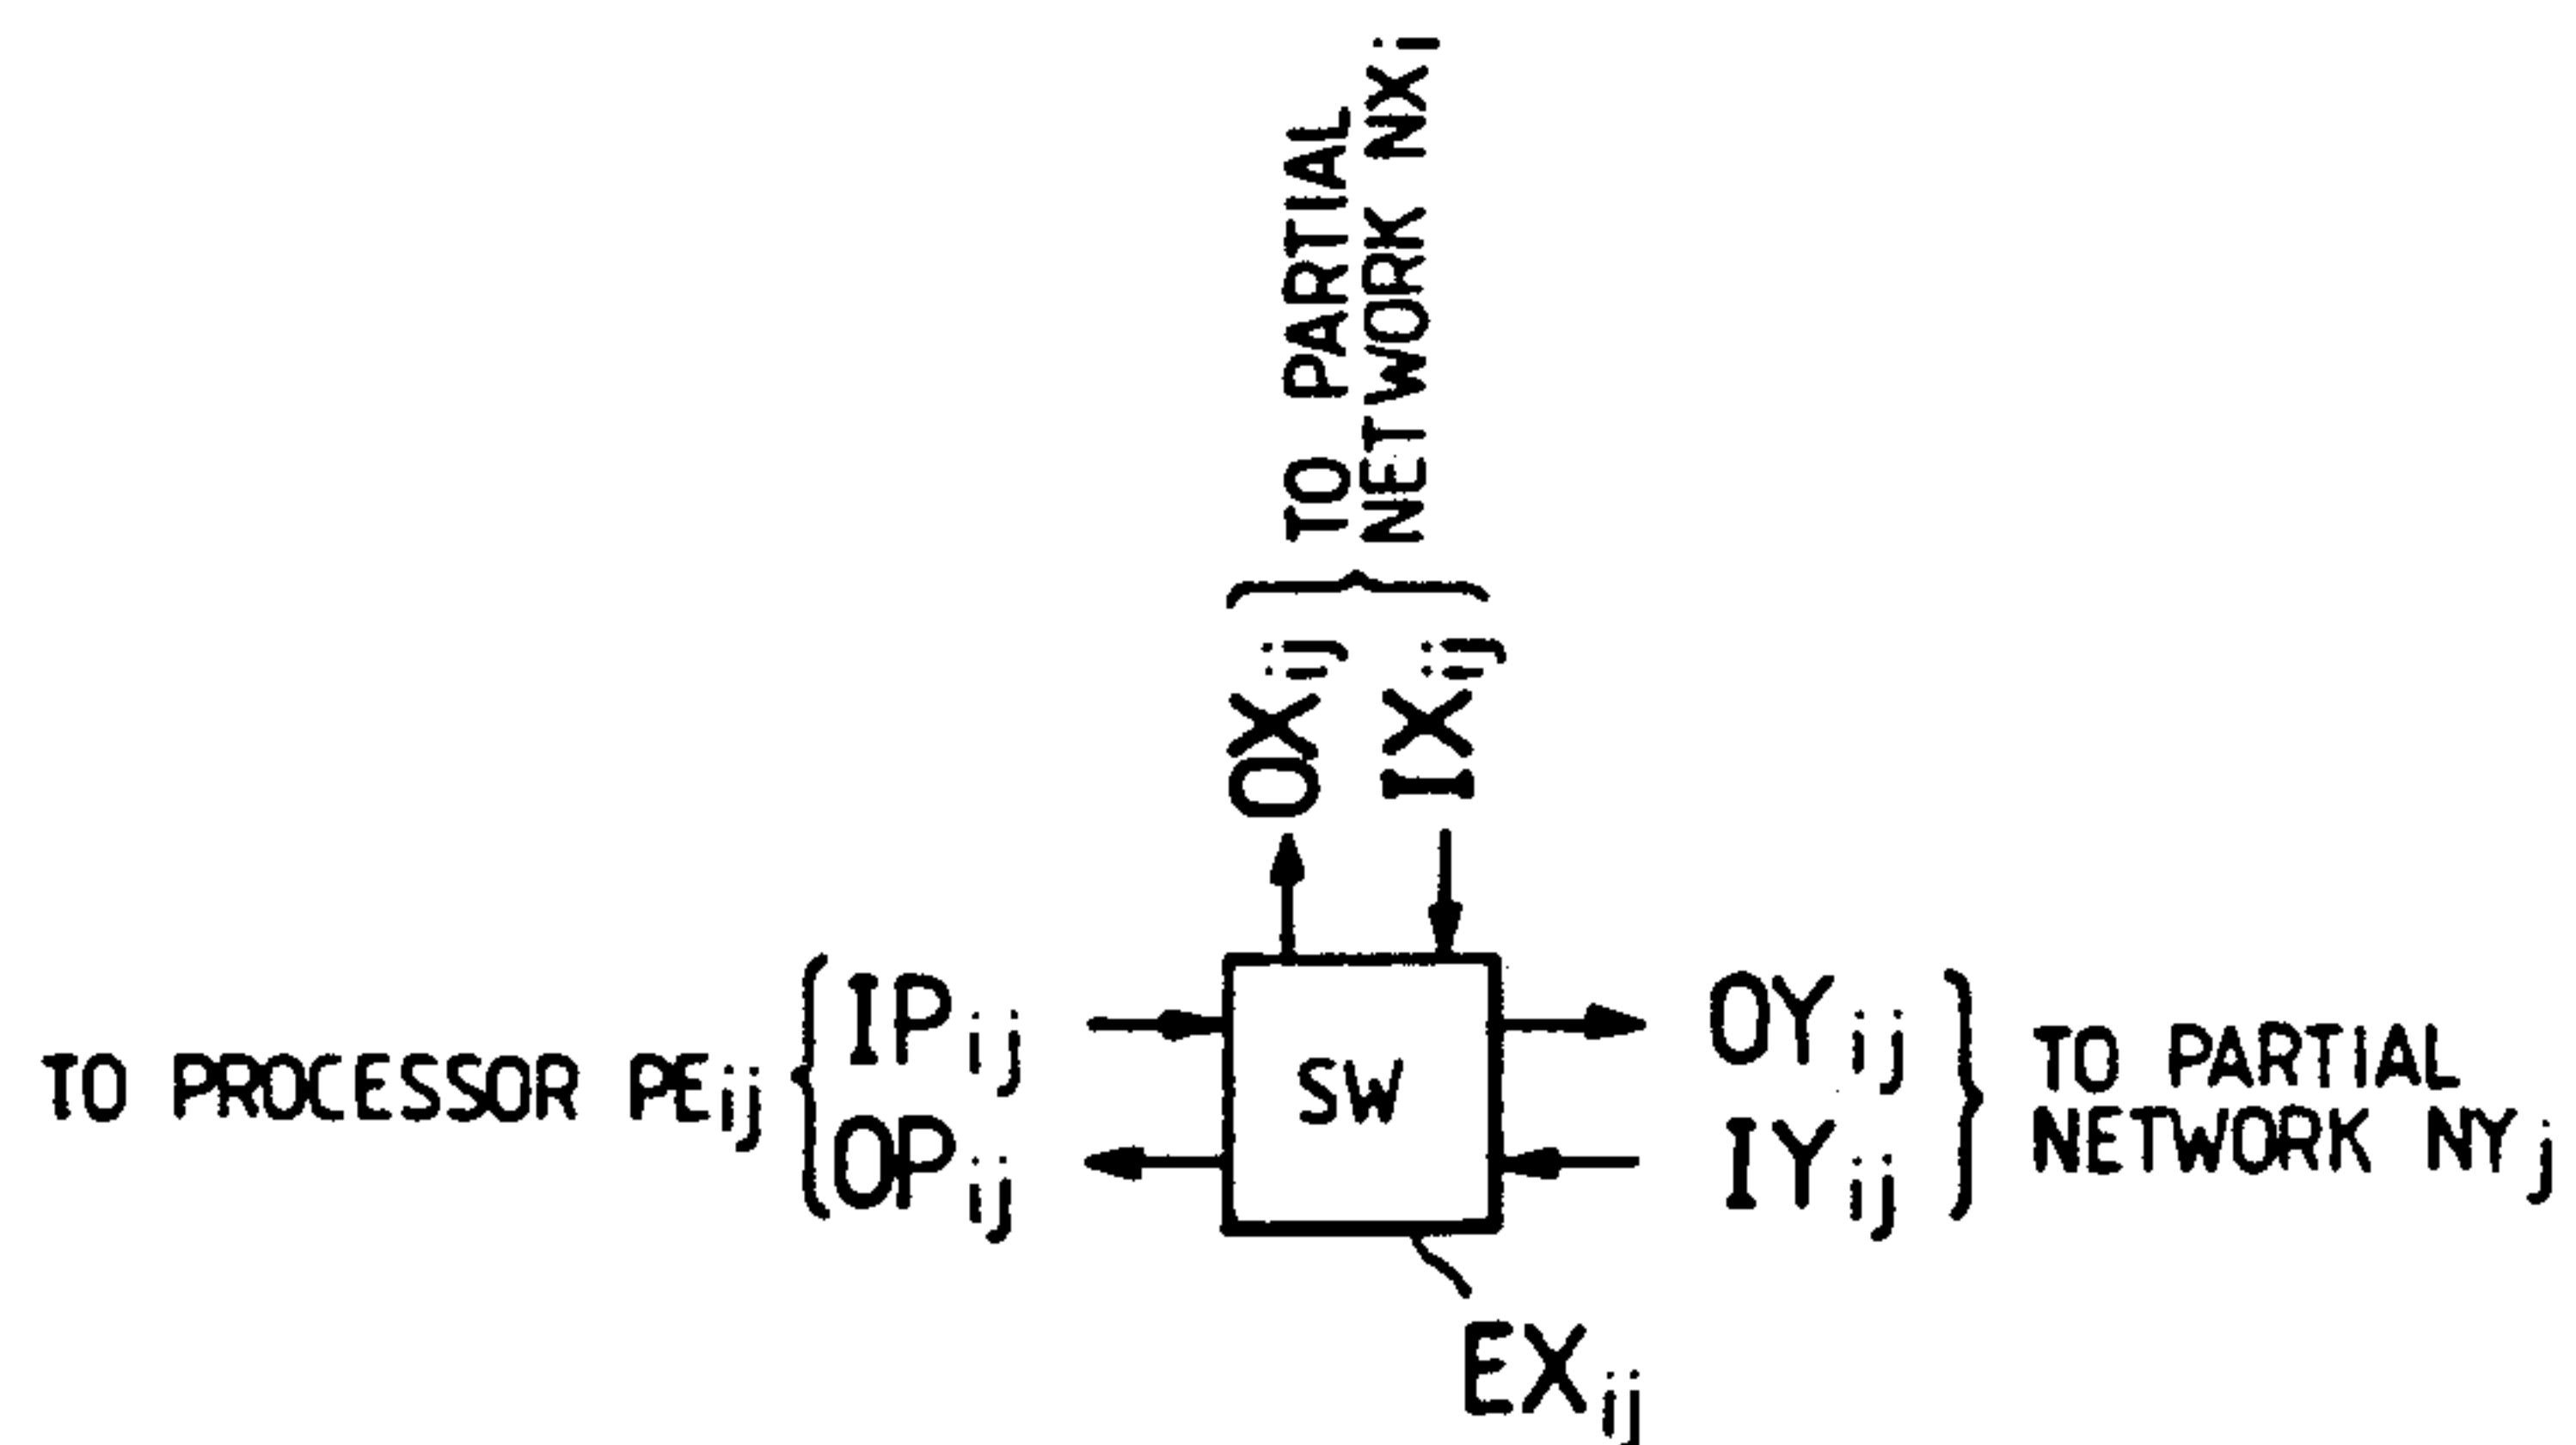 TO PARTIAL
NETWORK NXi
OXij
IXij
TO PROCESSOR PEij
IPij
OPij
SW
OYij
IYij
TO PARTIAL
NETWORK NYj
EXij